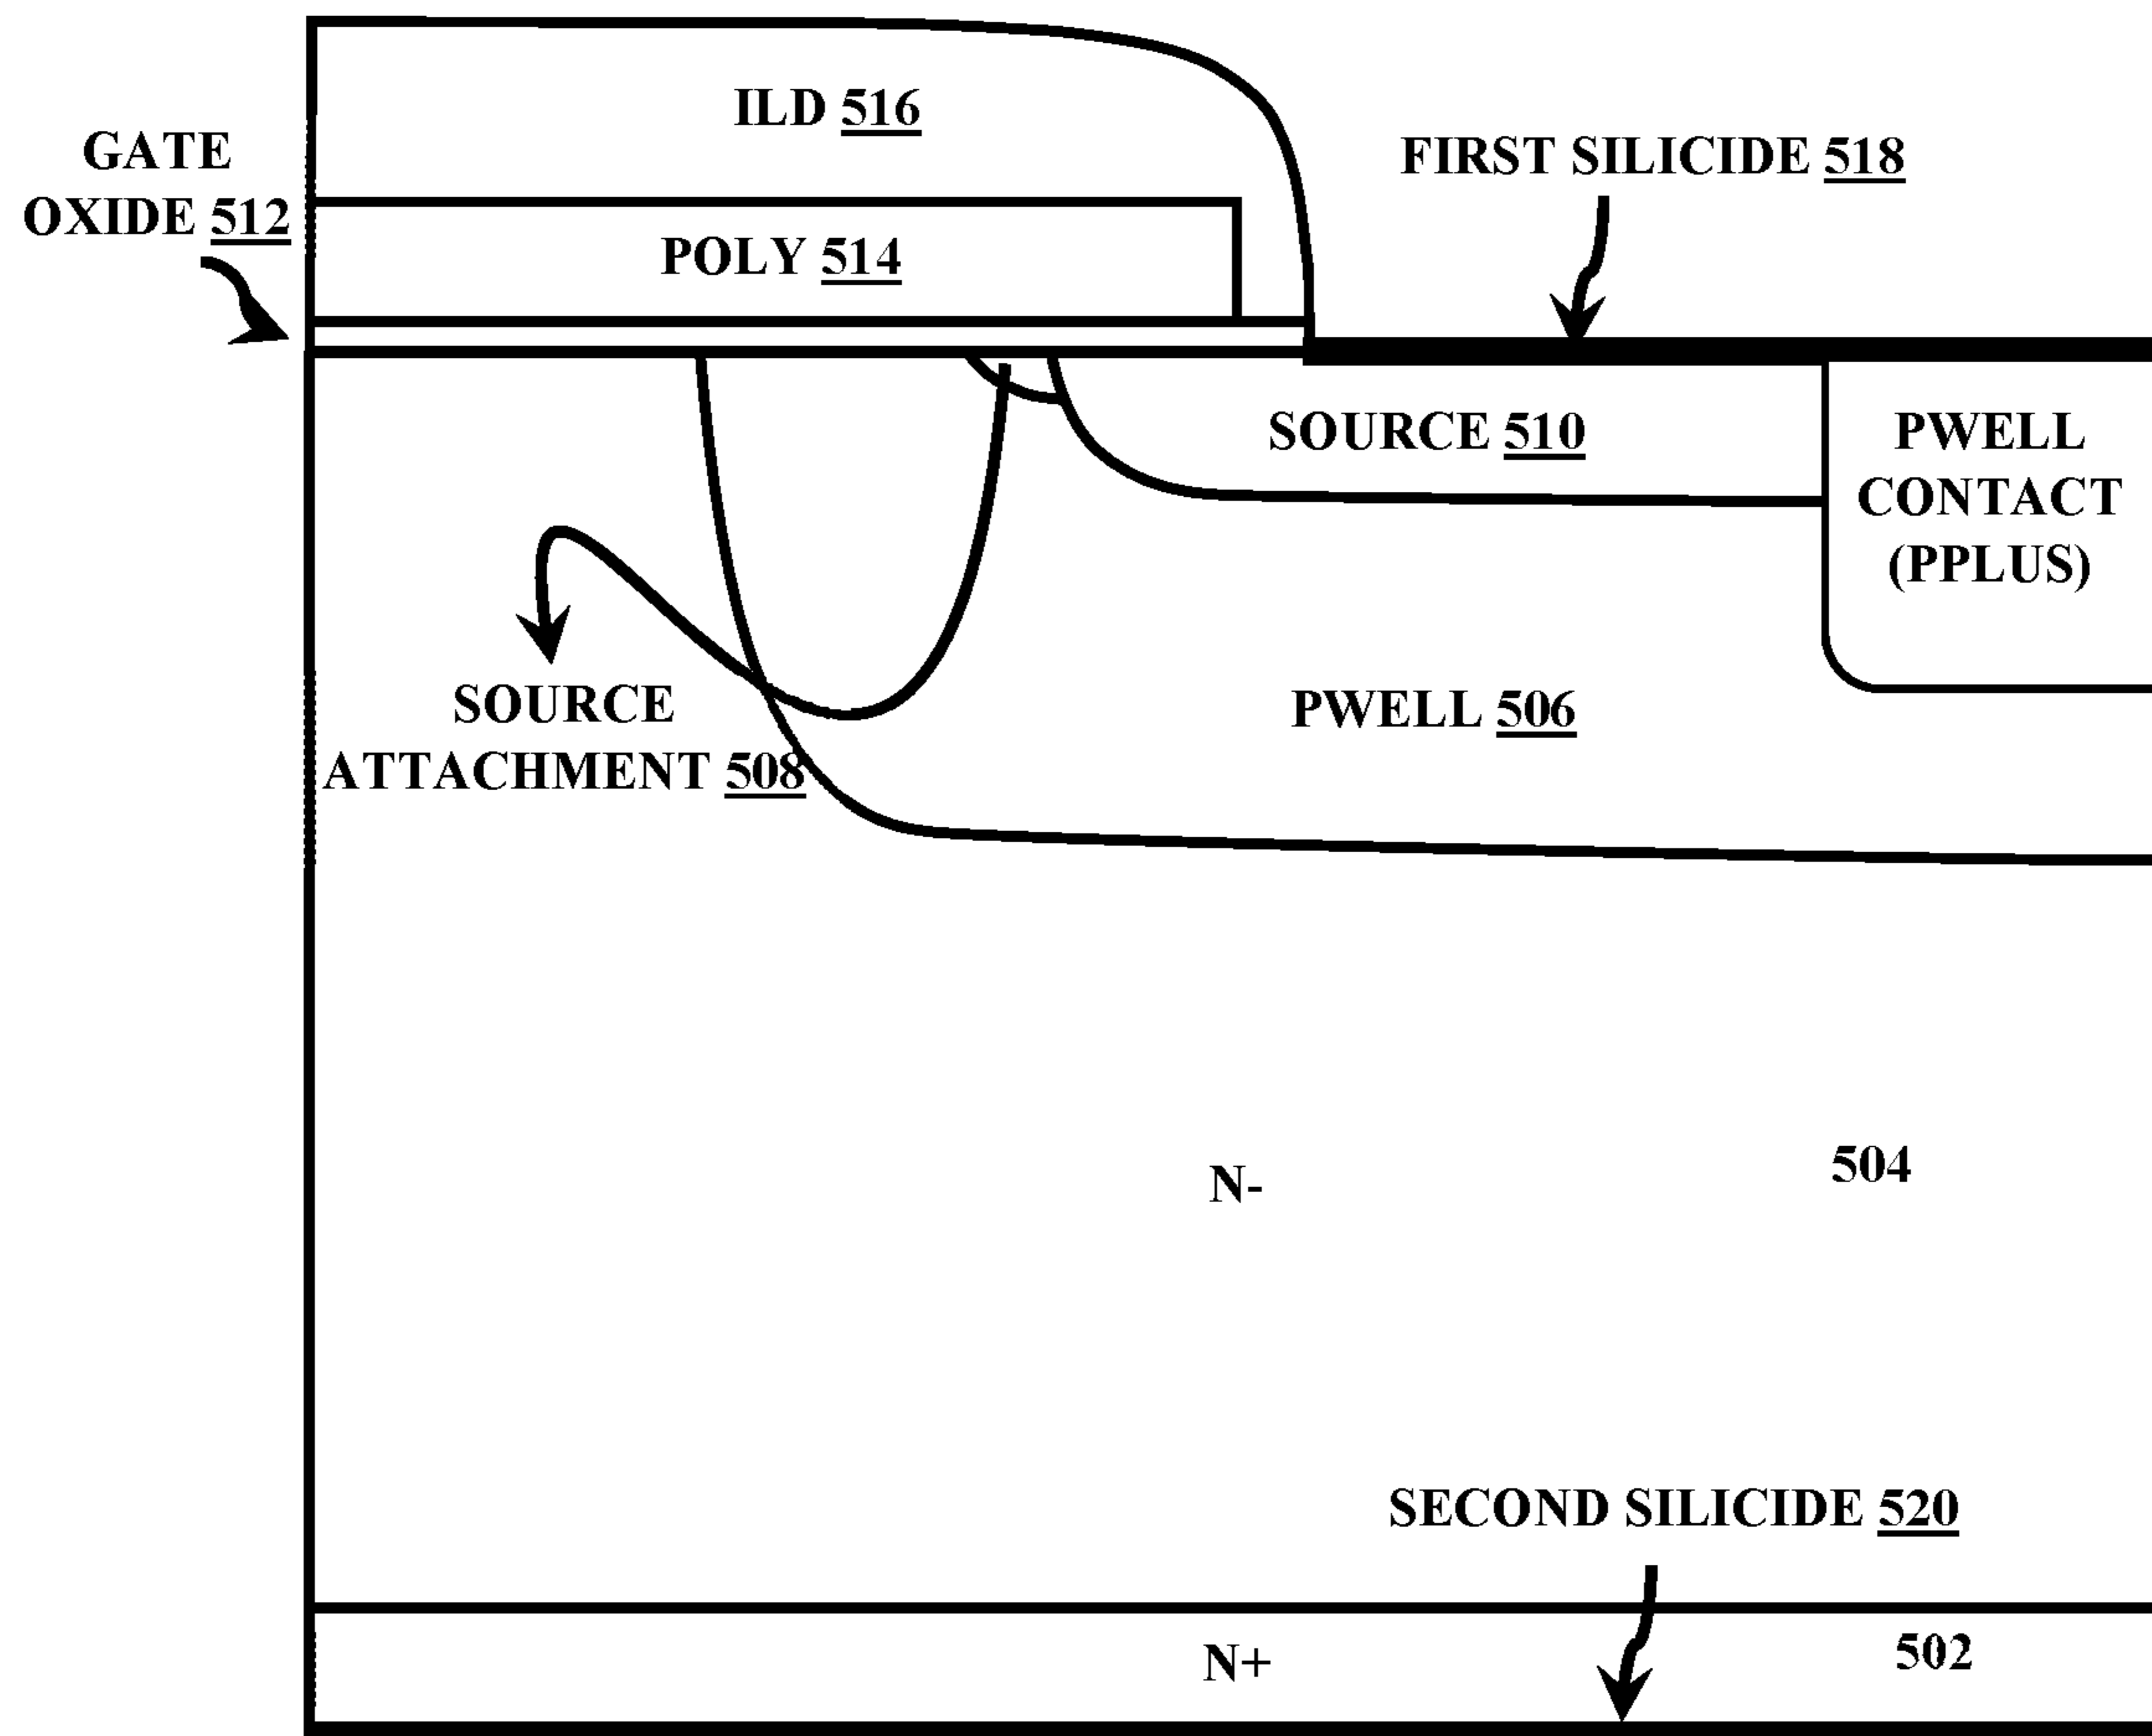 ILD 516
GATE
OXIDE 512
FIRST SILICIDE 518
POLY 514
SOURCE 510
PWELL
CONTACT
(PPLUS)
SOURCE
ATTACHMENT 508
PWELL 506
N-
504
SECOND SILICIDE 520
N+
502